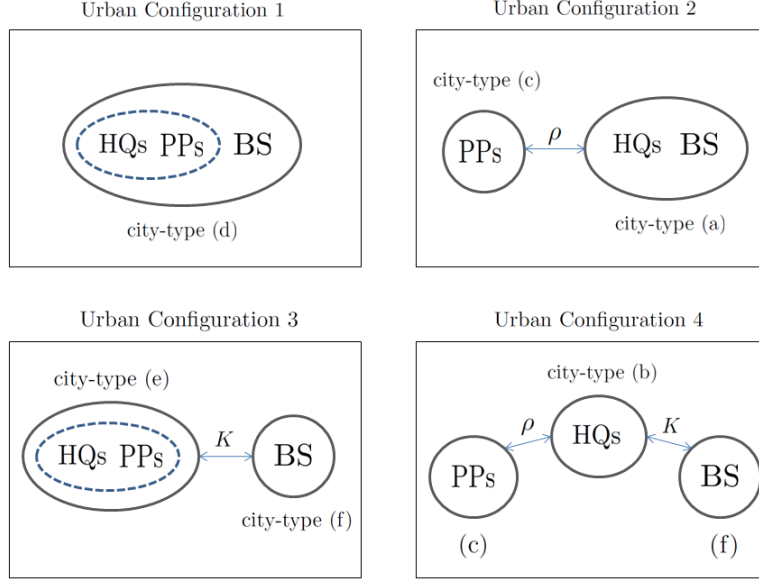 Urban Configuration 1
HQs PPs BS
city-type (d)
Urban Configuration 2
city-type (c)
PPs ρ HQs BS
city-type (a)
Urban Configuration 3
city-type (e)
HQs PPs K BS
city-type (f)
Urban Configuration 4
city-type (b)
ρ HQs K
PPs BS
(c) (f)